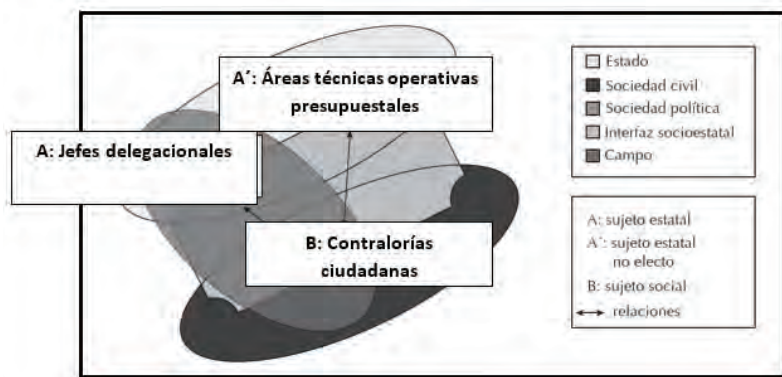 A´: Áreas técnicas operativas
presupuestales
A: Jefes delegacionales
B: Contralorías
ciudadanas
Estado
Sociedad civil
Sociedad política
Interfaz socioestatal
Campo
A: sujeto estatal
A´: sujeto estatal
no electo
B: sujeto social
relaciones